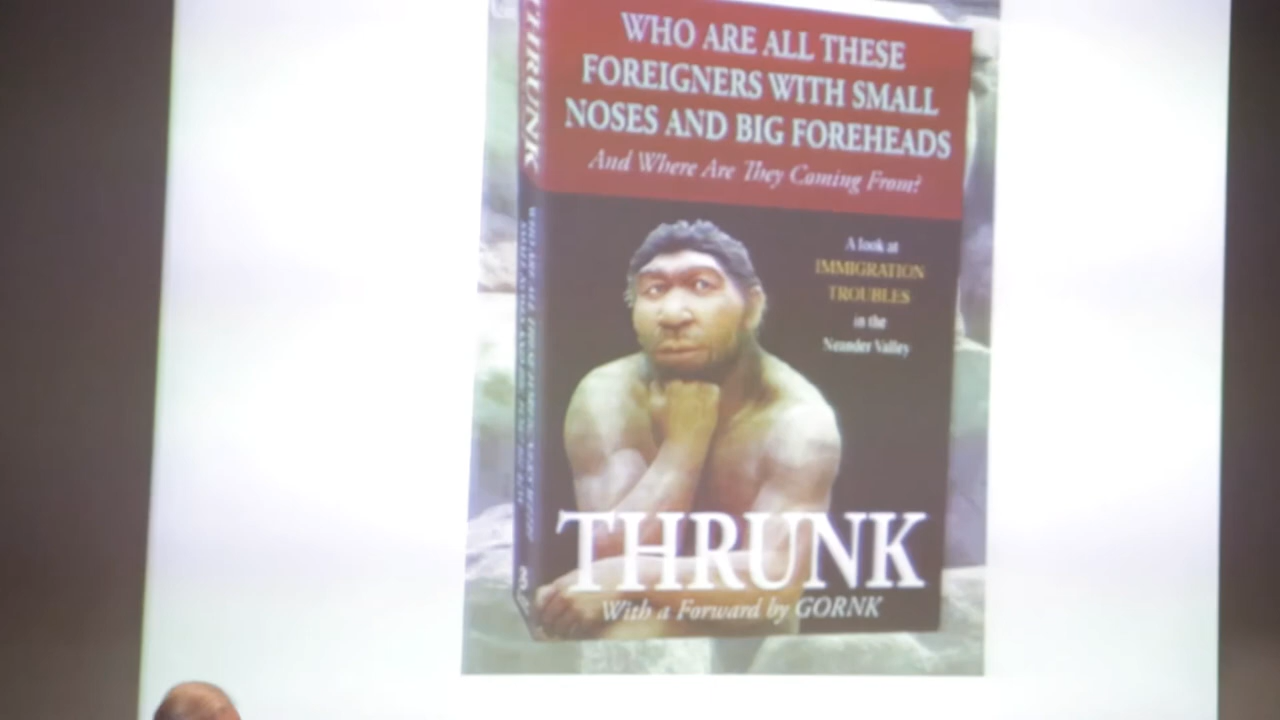 WHO ARE ALL THESE
FOREIGNERS WITH SMALL
NOSES AND BIG FOREHEADS
And Where Are They Coming From?
A look at
IMMIGRATION
TROUBLES
in the
Neander Valley
THRUNK
With a Forward by GORNK
THRUNK